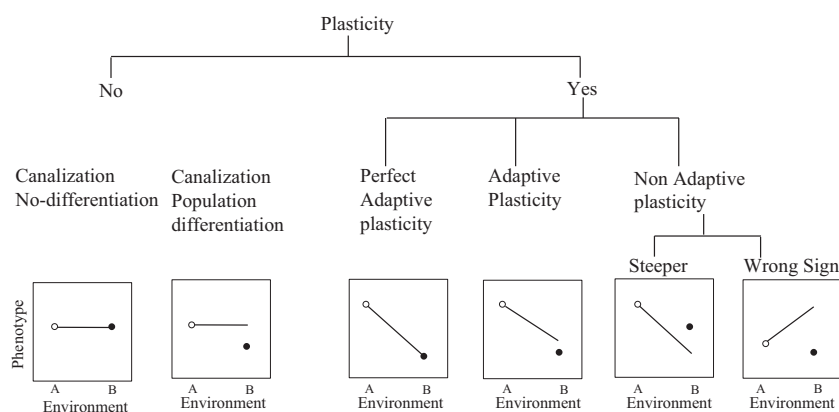 Plasticity
No
Yes
Canalization
No-differentiation
Canalization
Population
differentiation
Perfect
Adaptive
plasticity
Adaptive
Plasticity
Non Adaptive
plasticity
Steeper
Wrong Sign
Phenotype
A B
Environment
A B
Environment
A B
Environment
A B
Environment
A B
Environment
A B
Environment